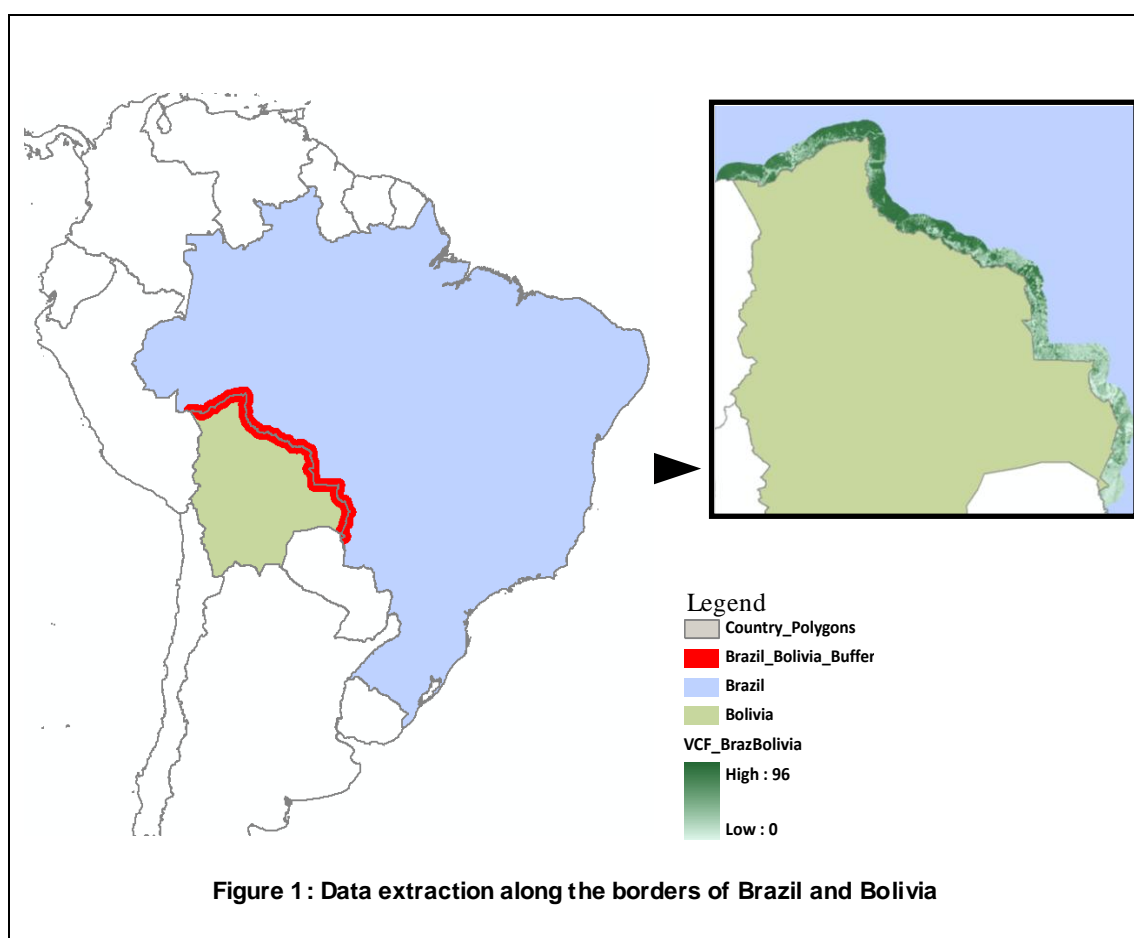 Legend
Country_Polygons
Brazil_Bolivia_Buffer
Brazil
Bolivia
VCF_BrazBolivia
High : 96
Low : 0
Figure 1: Data extraction along the borders of Brazil and Bolivia